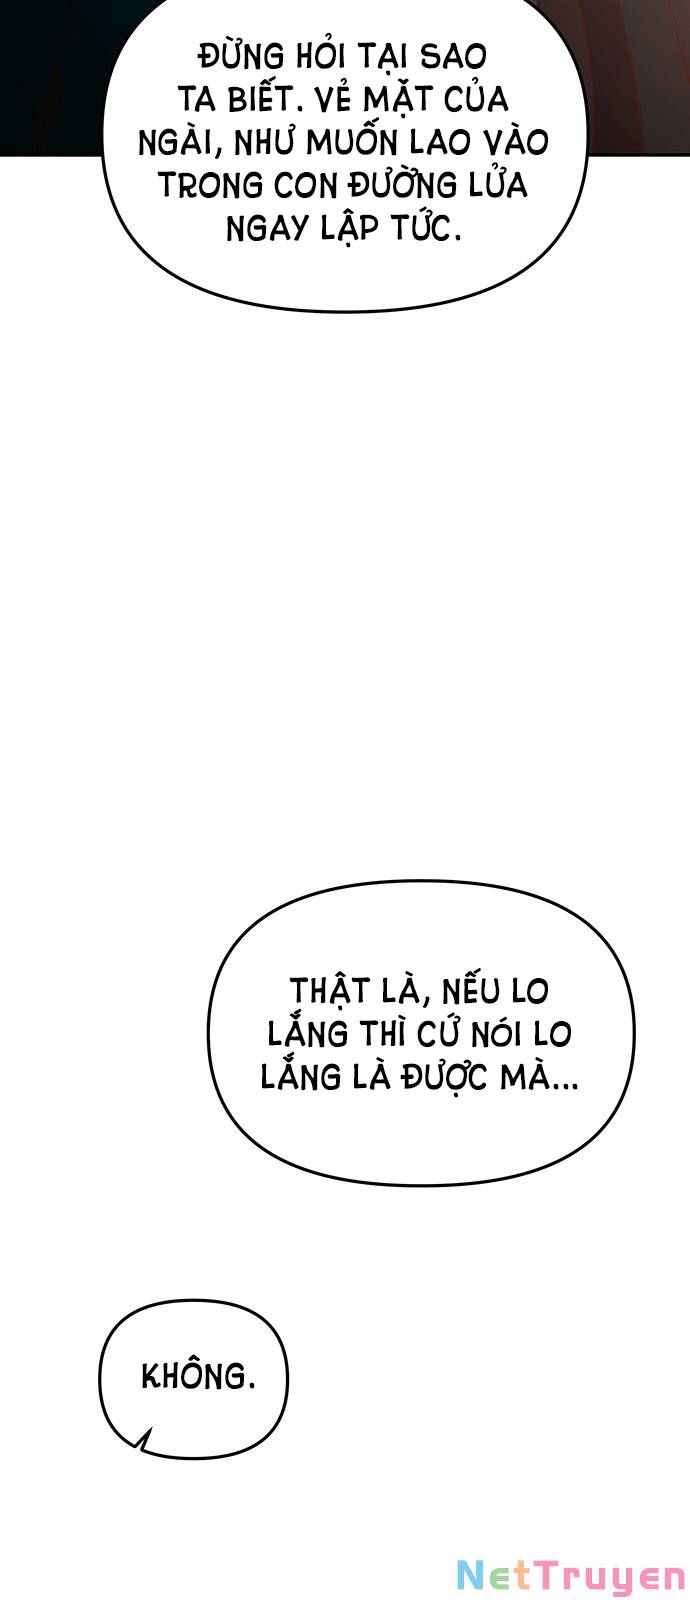 ĐỪNG HỎI TẠI SAO
TA BIẾT. VẺ MẶT CỦA
NGÀI, NHƯ MUỐN LAO VÀO
TRONG CON ĐƯỜNG LỬA
NGAY LẬP TỨC.
THẬT LÀ, NẾU LO
LẮNG THÌ CỨ NÓI LO
LẮNG LÀ ĐƯỢC MÀ...
KHÔNG.
NetTruyen